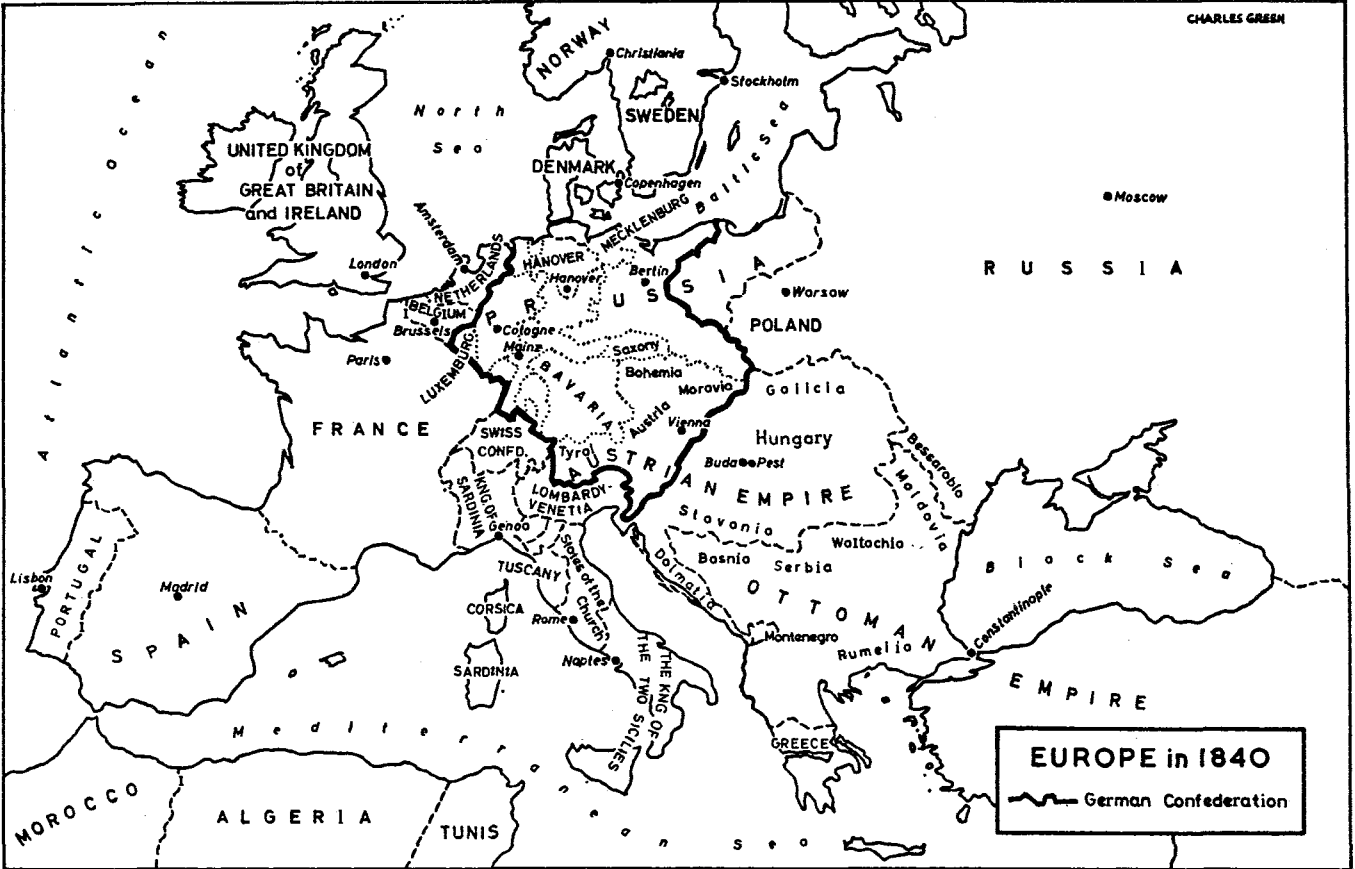 CHARLES GREEN
Atlantic Ocean
North
Sea
NORWAY
Christiania
Stockholm
SWEDEN
Baltic Sea
UNITED KINGDOM
of
GREAT BRITAIN
and IRELAND
London
DENMARK
Copenhagen
MECKLENBURG
Moscow
RUSSIA
Amsterdam
NETHERLANDS
HANOVER
Hanover
Berlin
PRUSSIA
Warsaw
POLAND
BELGIUM
Brussels
Cologne
Mainz
LUXEMBURG
Paris
FRANCE
Saxony
Bohemia
Moravia
BAVARIA
Austria
Vienna
Galicia
Hungary
Buda
Pest
Bessarabia
Moldavia
SWISS
CONFD.
Tyrol
AUSTRIAN EMPIRE
KNG.OF
SARDINIA
LOMBARDY-
VENETIA
Genoa
Slavonia
Wallachia
Bosnia
Serbia
Dalmatia
Black Sea
TUSCANY
States of the
Church
CORSICA
Rome
Naples
SARDINIA
THE KNG OF
THE TWO SICILIES
Montenegro
OTTOMAN
EMPIRE
Rumelia
Constantinople
GREECE
Lisbon
PORTUGAL
Madrid
SPAIN
Mediterranean Sea
MOROCCO
ALGERIA
TUNIS
EUROPE in 1840
German Confederation